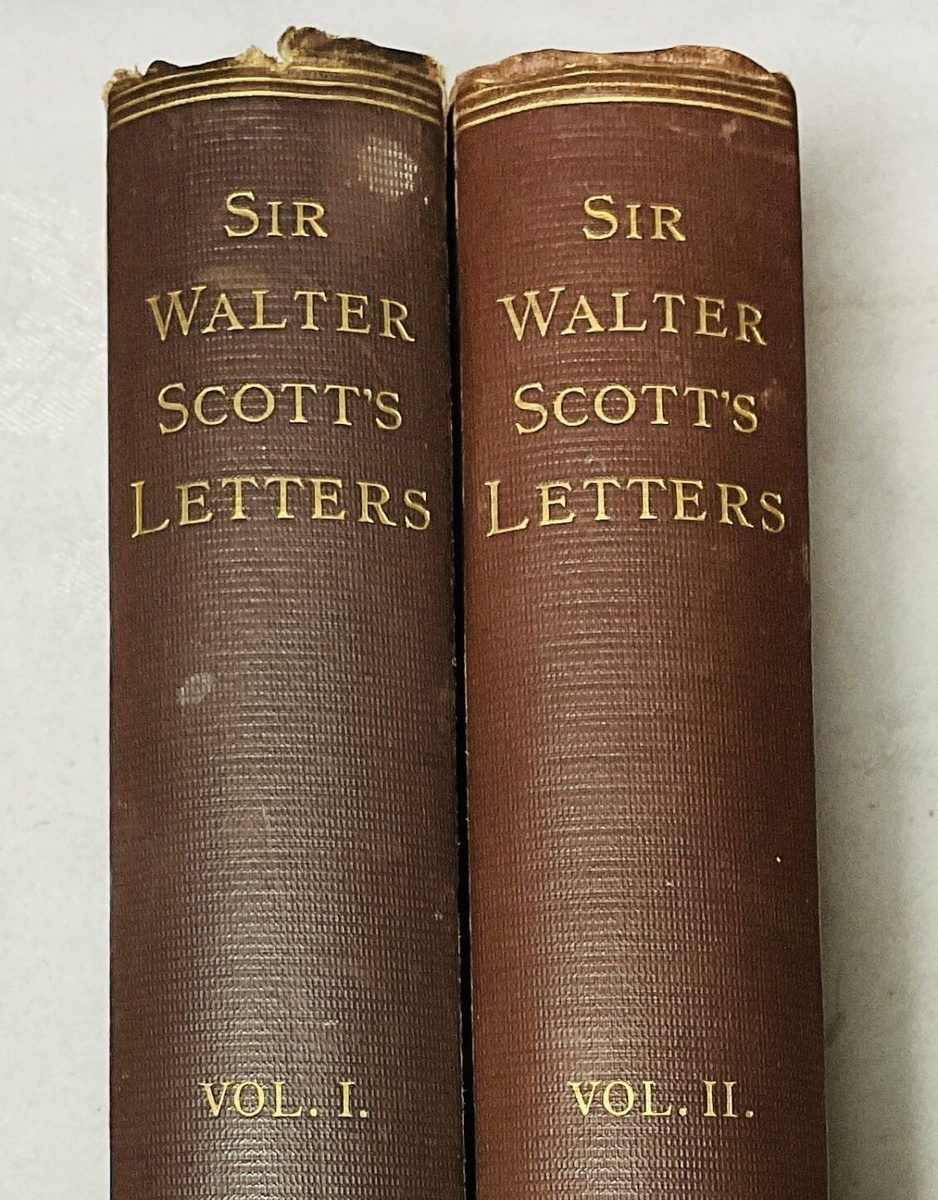 SIR
WALTER
SCOTT'S
LETTERS
VOL. I.
SIR
WALTER
SCOTT'S
LETTERS
VOL. II.